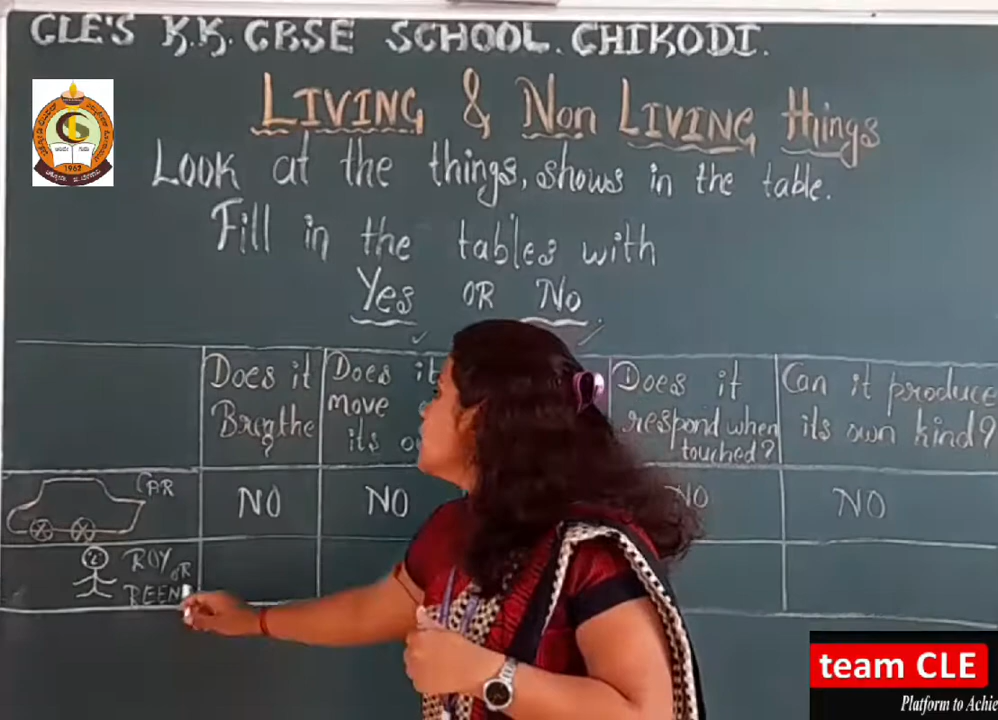 CLE'S K.K. CBSE SCHOOL. CHIKODI.
LIVING & Non LIVING things
Look at the things, shows in the table.
Fill in the tables with
Yes OR No
Does it
Breathe
?
Does it
move
its
Does it
respond when
touched?
Can it produce
its own kind?
CAR
NO
NO
NO
NO
ROY
OR
REEN
1962
team CLE
Platform to Achie